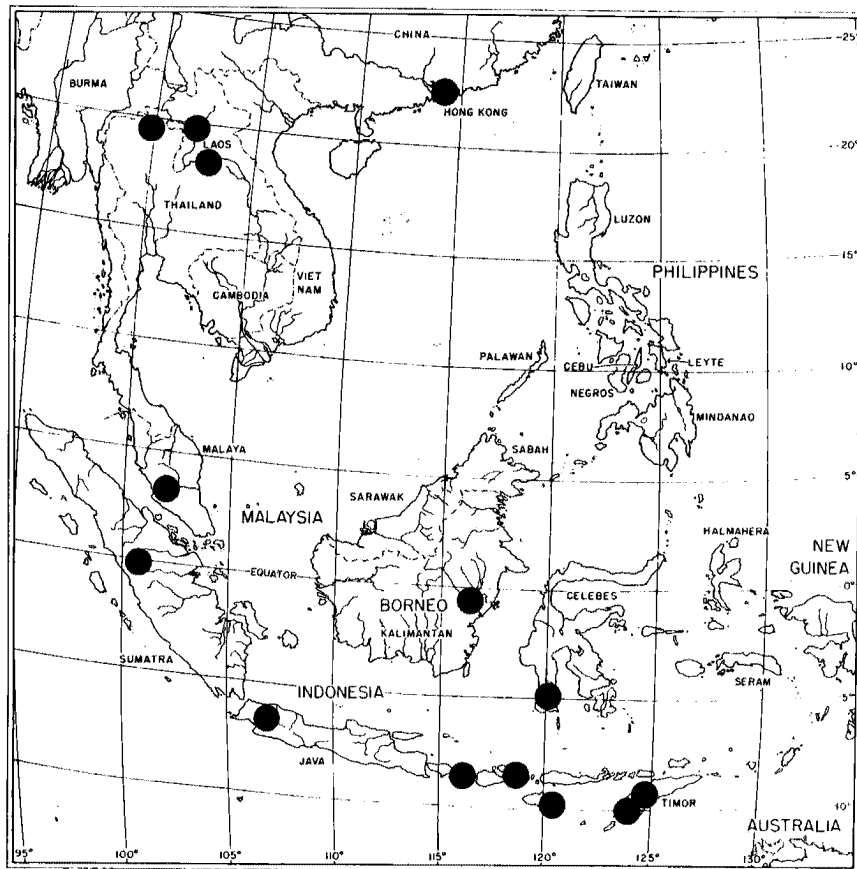 CHINA
25°
BURMA
TAIWAN
HONG KONG
20°
LAOS
THAILAND
LUZON
15°
VIET
NAM
PHILIPPINES
CAMBODIA
PALAWAN
CEBU
LEYTE
10°
NEGROS
MINDANAO
SABAH
MALAYA
5°
SARAWAK
MALAYSIA
HALMAHERA
NEW
GUINEA
EQUATOR
0°
BORNEO
CELEBES
KALIMANTAN
SUMATRA
SERAM
INDONESIA
5°
JAVA
TIMOR
10°
AUSTRALIA
95° 100° 105° 110° 115° 120° 125° 130°